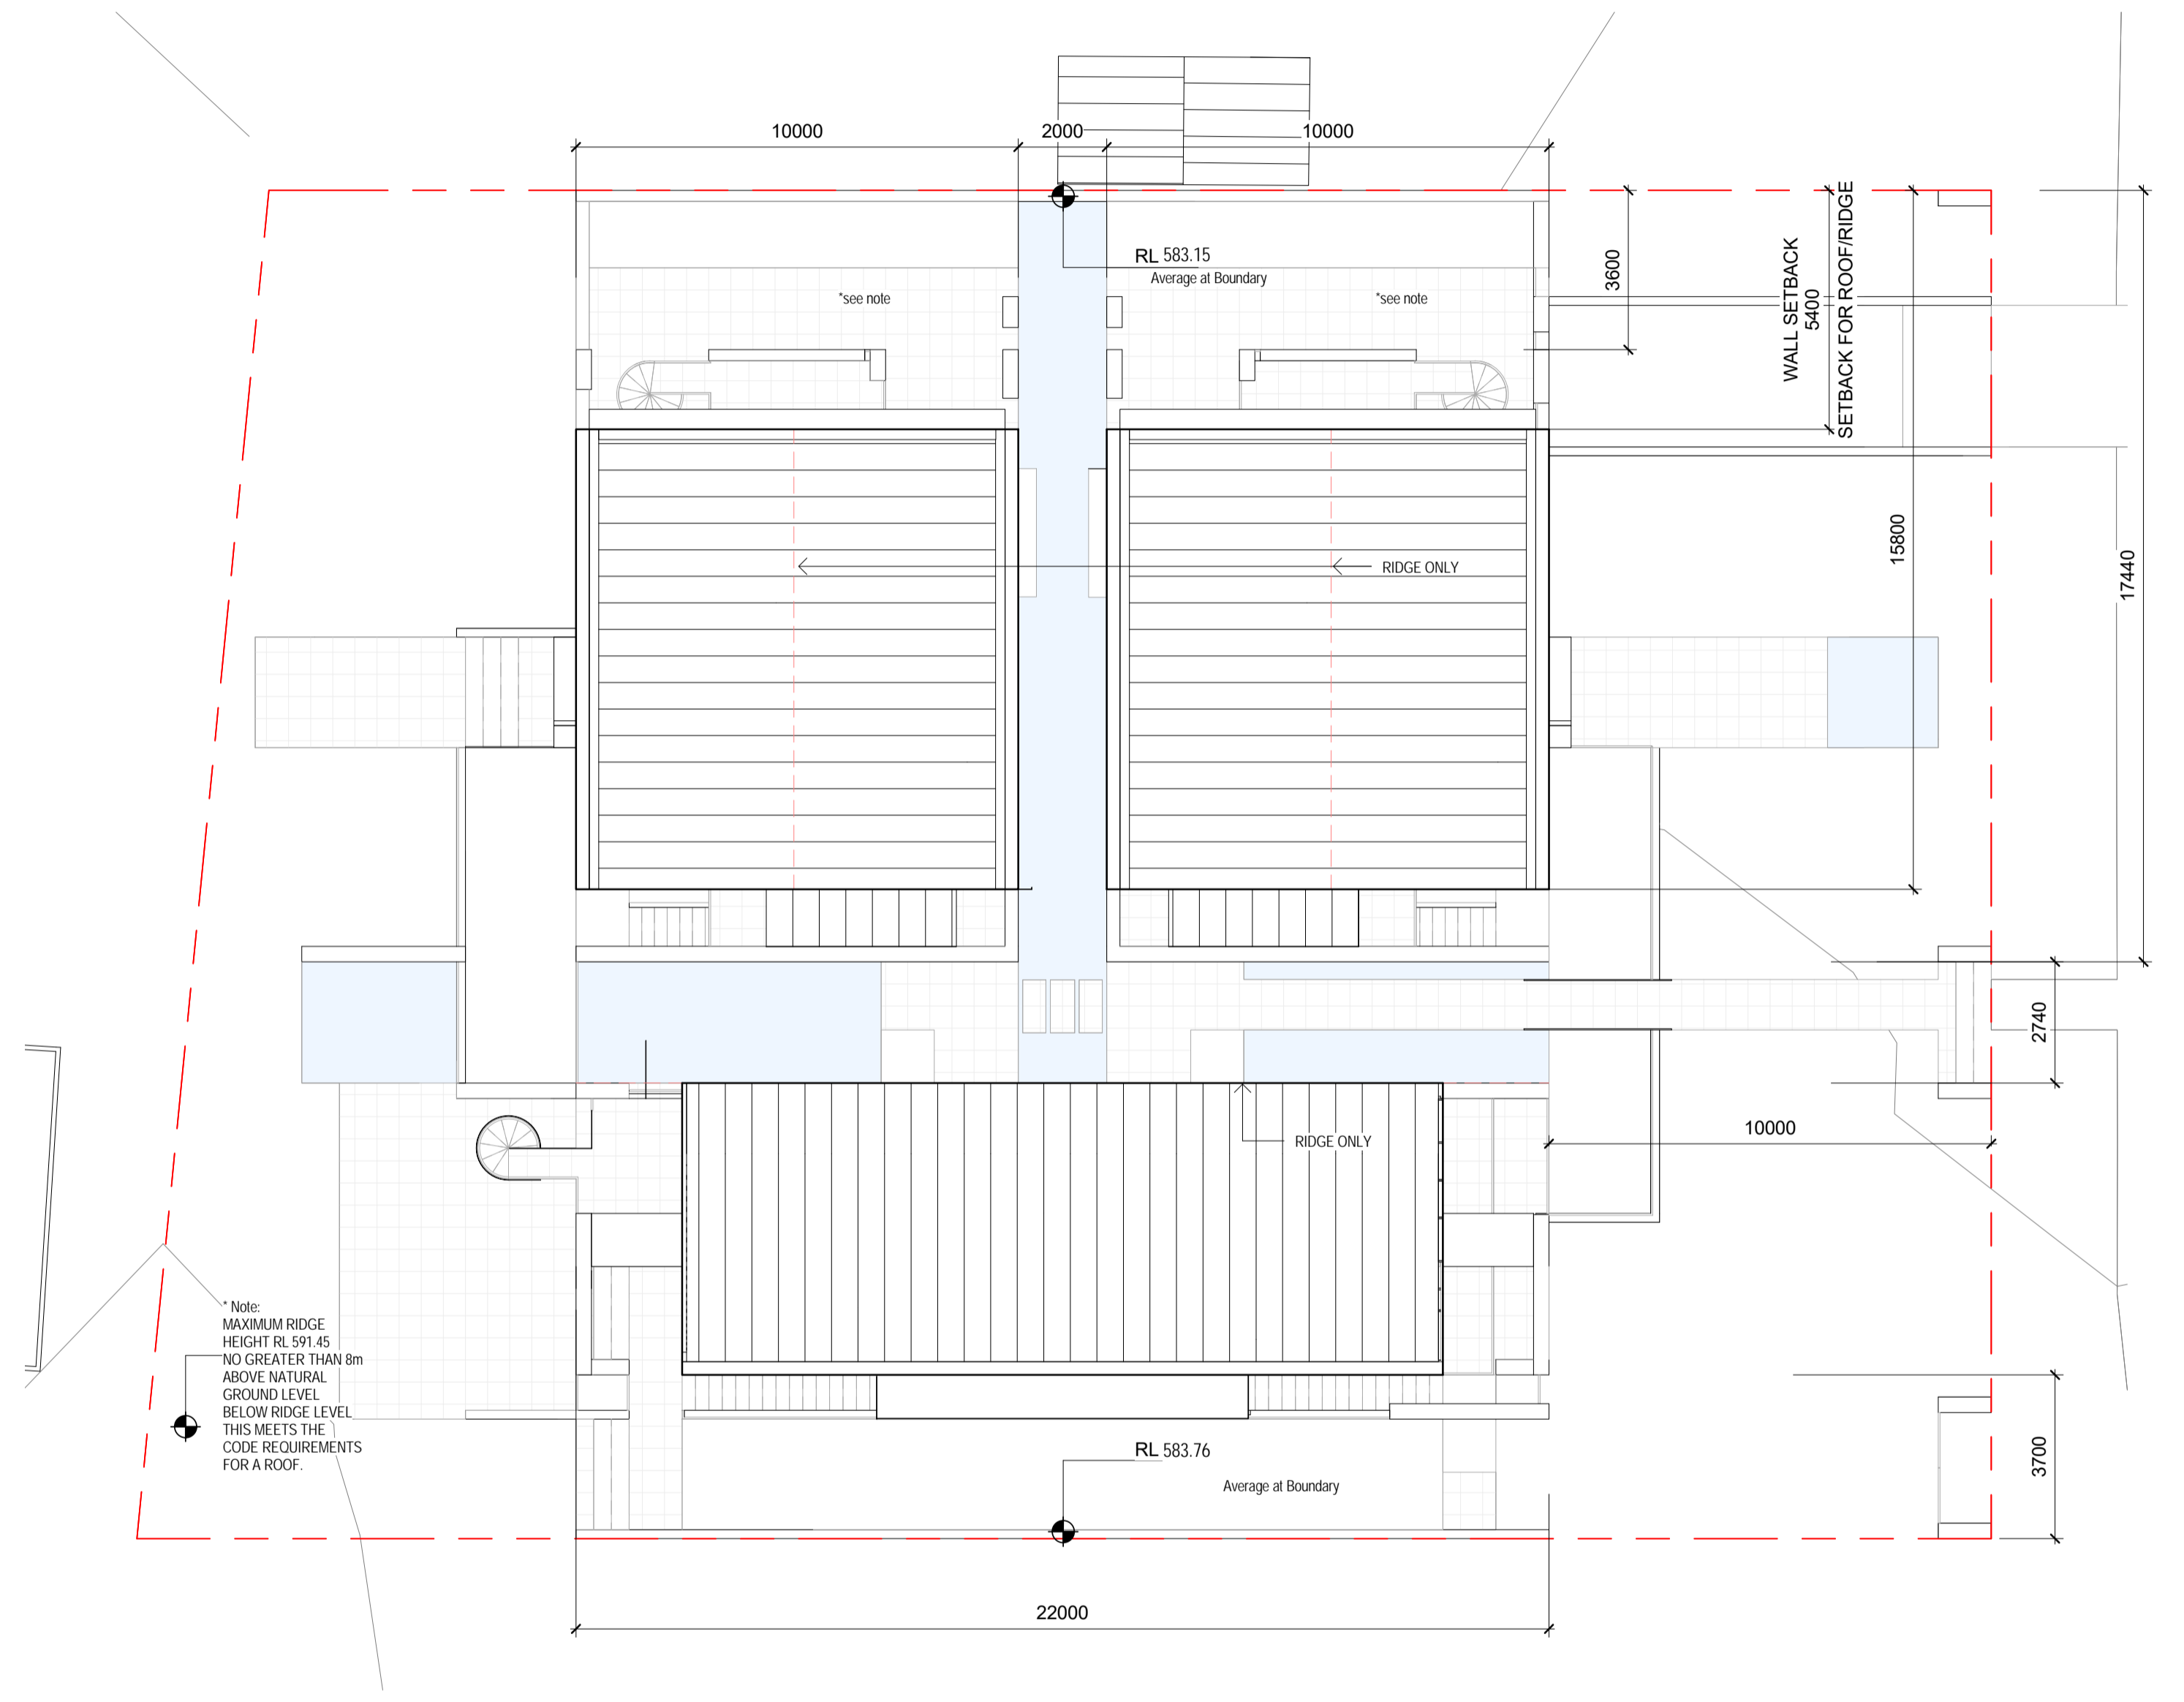 10000
2000
10000
RL 583.15
Average at Boundary
*see note
*see note
3600
WALL SETBACK
5400
SETBACK FOR ROOF/RIDGE
15800
17440
RIDGE ONLY
2740
10000
RIDGE ONLY
* Note:
MAXIMUM RIDGE
HEIGHT RL 591.45
NO GREATER THAN 8m
ABOVE NATURAL
GROUND LEVEL
BELOW RIDGE LEVEL
THIS MEETS THE
CODE REQUIREMENTS
FOR A ROOF.
RL 583.76
Average at Boundary
3700
22000